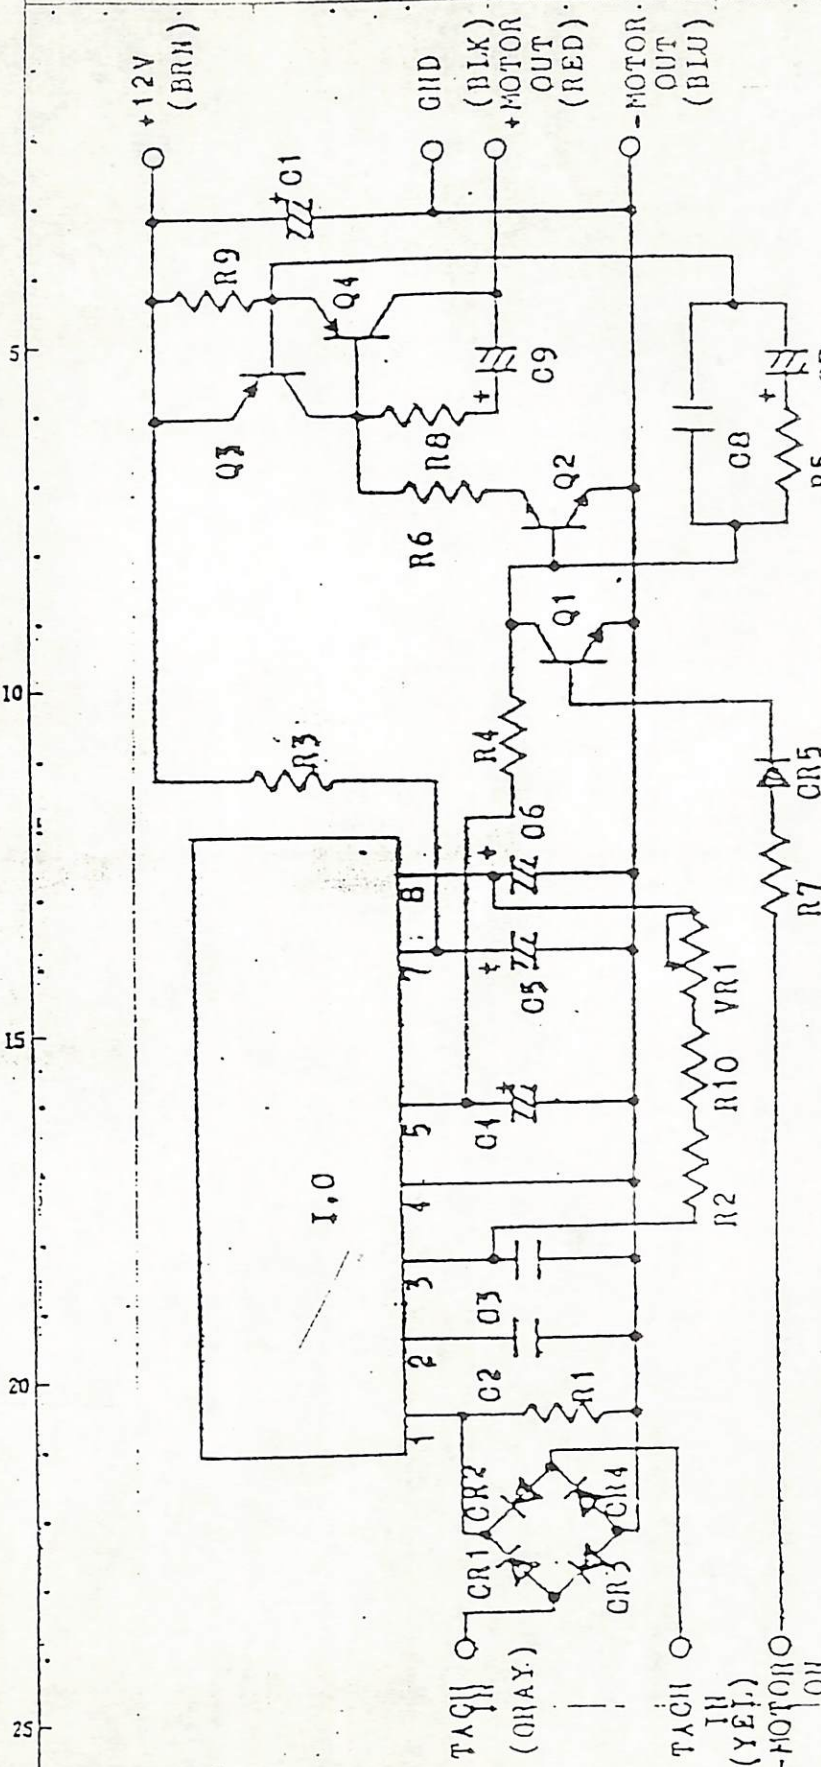 +12V
(BRN)
GND
(BLK)
+MOTOR
OUT
(RED)
-MOTOR
OUT
(BLU)
C1
R9
Q4
Q3
R8
C9
R6
Q2
C8
Q1
R4
R3
CR5
R7
C6
8
7
C5
VR1
R10
5
C4
4
R2
I.C
3
C3
2
C2
R1
1
CR2
CR4
CR1
CR3
TACH
IN
(GRAY)
TACH
IN
(YEL)
-MOTOR
5
10
15
20
25